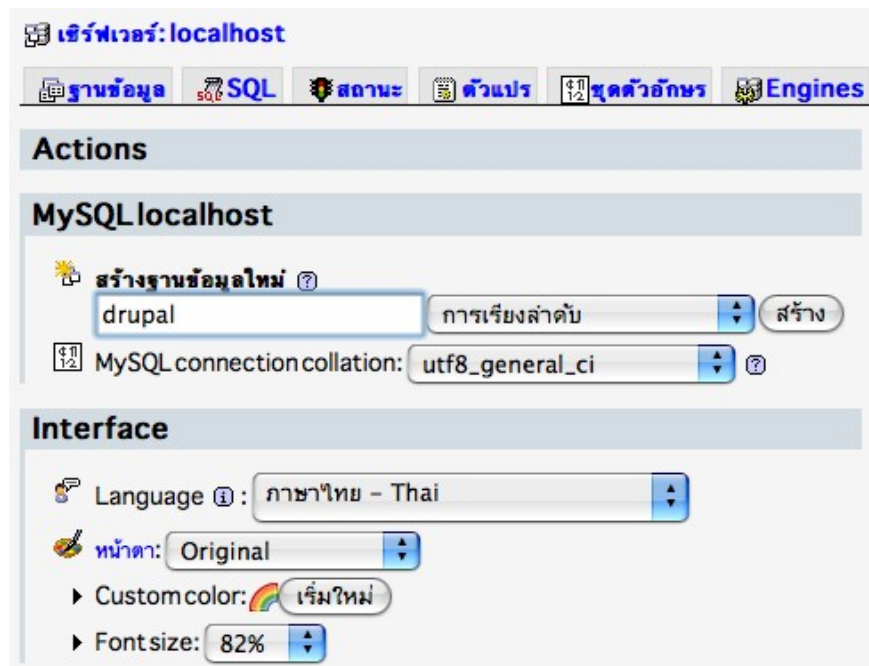 เซิร์ฟเวอร์: localhost
ฐานข้อมูล SQL สถานะ ตัวแปร ชุดตัวอักษร Engines
Actions
MySQL localhost
สร้างฐานข้อมูลใหม่
drupal การเรียงลำดับ สร้าง
MySQL connection collation: utf8_general_ci
Interface
Language : ภาษาไทย - Thai
หน้าตา: Original
Custom color: เริ่มใหม่
Font size: 82%